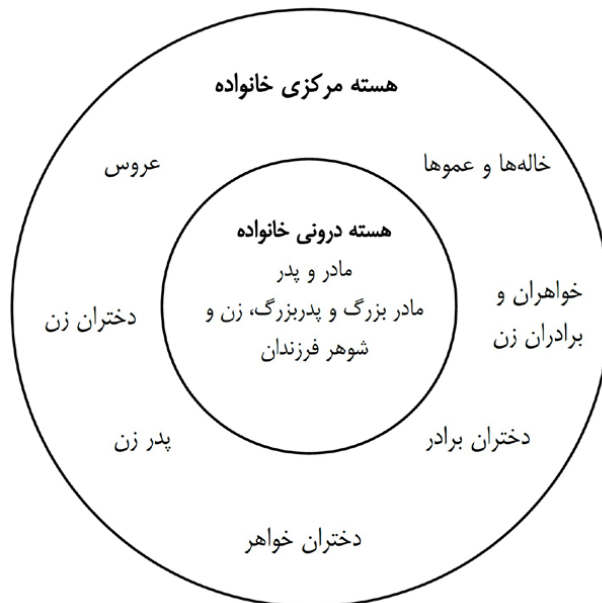 هسته مرکزی خانواده
خاله‌ها و عموها
عروس
هسته درونی خانواده
مادر و پدر
مادر بزرگ و پدربزرگ، زن و
شوهر فرزندان
خواهران و
برادران زن
دختران زن
دختران برادر
پدر زن
دختران خواهر